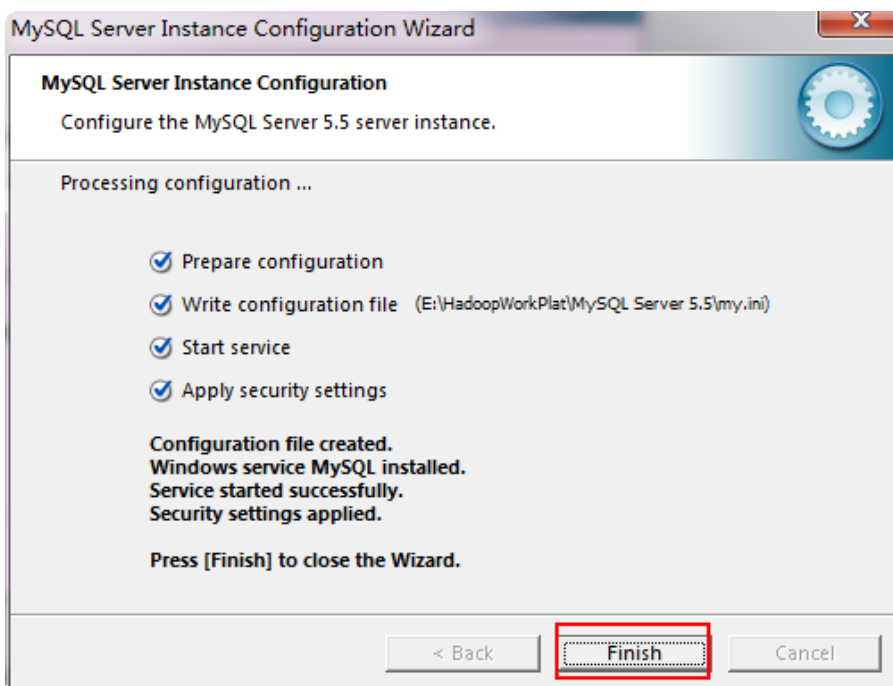 MySQL Server Instance Configuration Wizard
MySQL Server Instance Configuration
Configure the MySQL Server 5.5 server instance.
Processing configuration ...
Prepare configuration
Write configuration file (E:\HadoopWorkPlat\MySQL Server 5.5\my.ini)
Start service
Apply security settings
Configuration file created.
Windows service MySQL installed.
Service started successfully.
Security settings applied.
Press [Finish] to close the Wizard.
< Back Finish Cancel